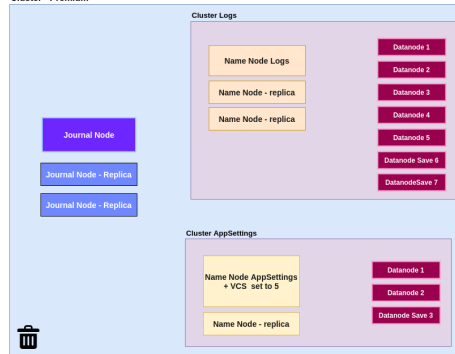 Cluster Logs
Name Node Logs
Name Node - replica
Name Node - replica
Datanode 1
Datanode 2
Datanode 3
Datanode 4
Datanode 5
Datanode Save 6
DatanodeSave 7
Journal Node
Journal Node - Replica
Journal Node - Replica
Cluster AppSettings
Name Node AppSettings
+ VCS set to 5
Name Node - replica
Datanode 1
Datanode 2
Datanode Save 3